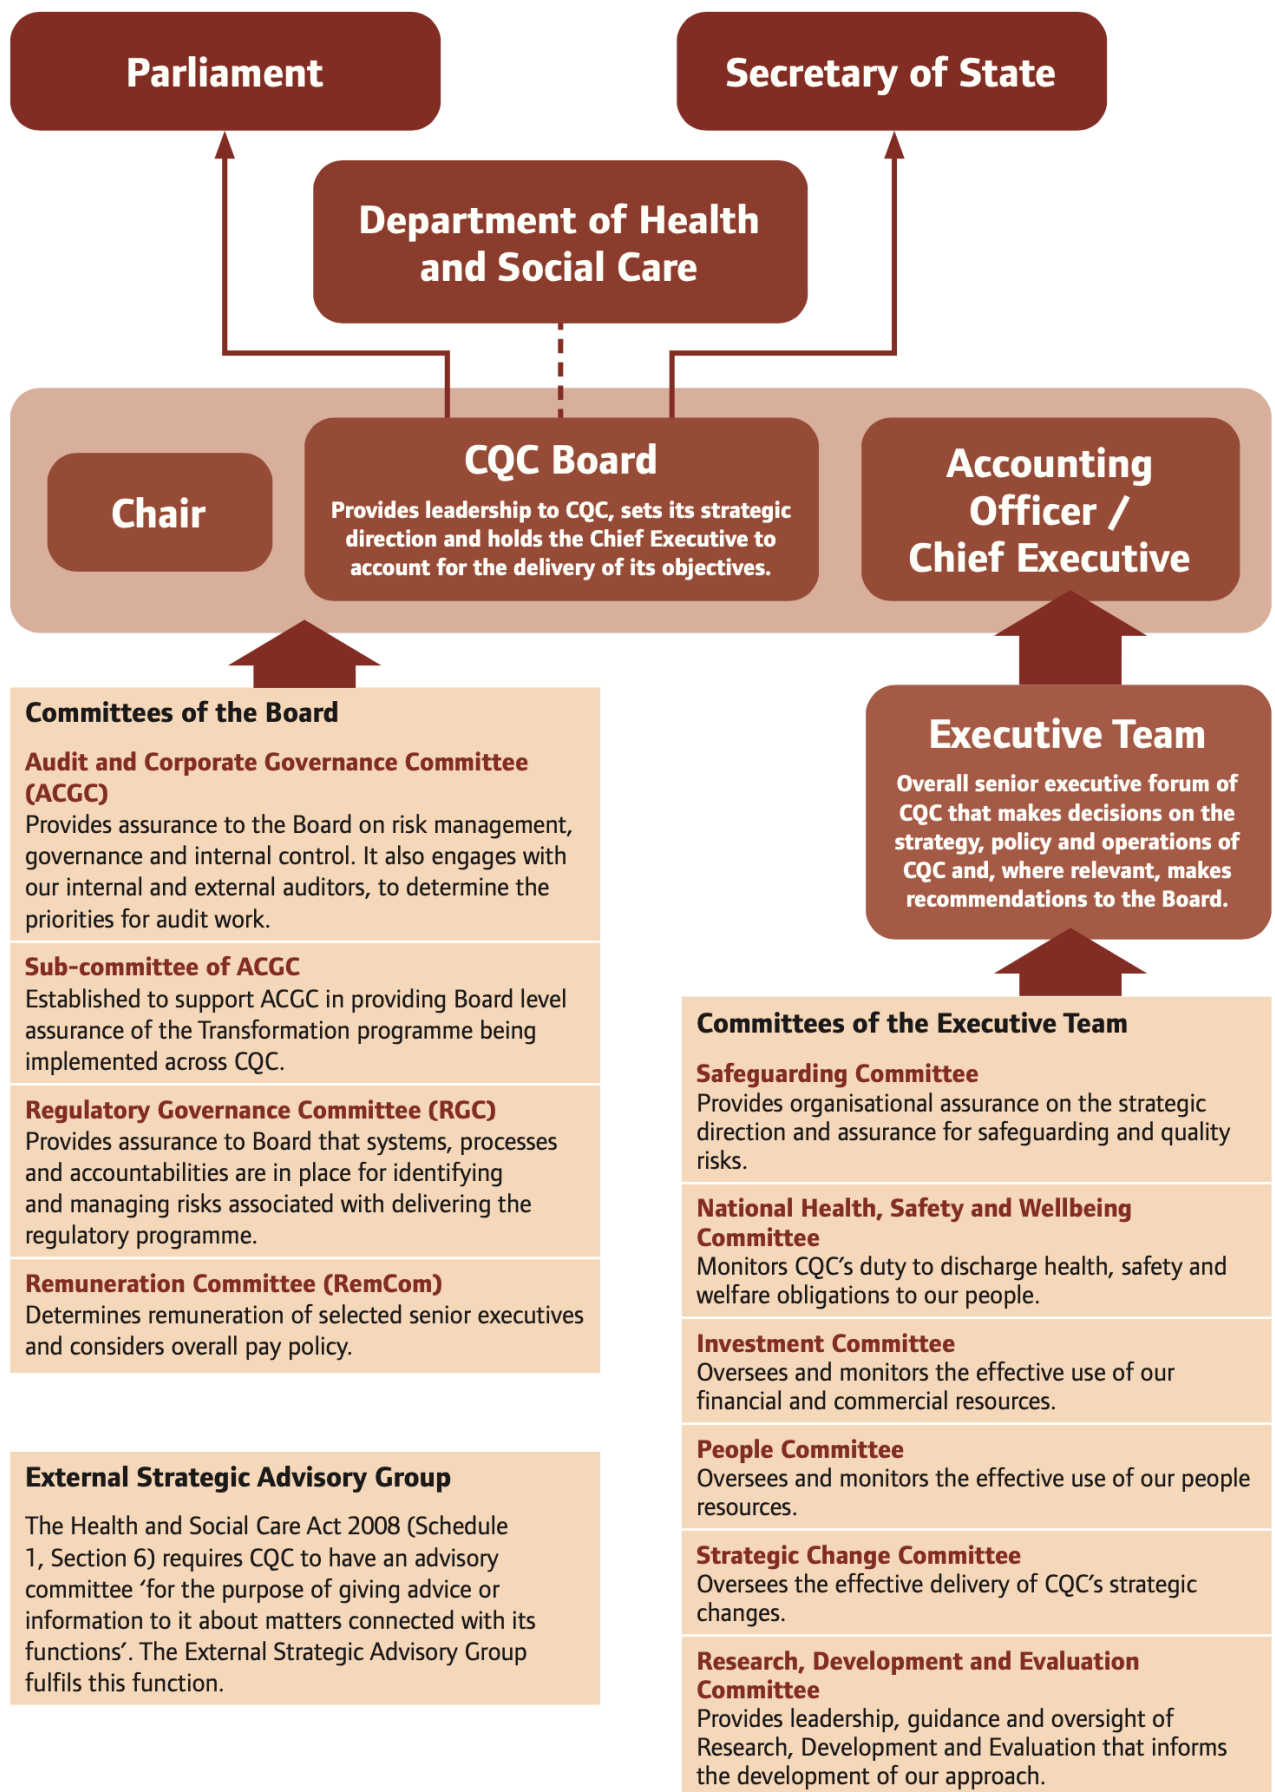 Parliament
Secretary of State
Department of Health
and Social Care
Chair
CQC Board
Provides leadership to CQC, sets its strategic
direction and holds the Chief Executive to
account for the delivery of its objectives.
Accounting
Officer /
Chief Executive
Committees of the Board
Audit and Corporate Governance Committee
(ACGC)
Provides assurance to the Board on risk management,
governance and internal control. It also engages with
our internal and external auditors, to determine the
priorities for audit work.
Sub-committee of ACGC
Established to support ACGC in providing Board level
assurance of the Transformation programme being
implemented across CQC.
Regulatory Governance Committee (RGC)
Provides assurance to Board that systems, processes
and accountabilities are in place for identifying
and managing risks associated with delivering the
regulatory programme.
Remuneration Committee (RemCom)
Determines remuneration of selected senior executives
and considers overall pay policy.
External Strategic Advisory Group
The Health and Social Care Act 2008 (Schedule
1, Section 6) requires CQC to have an advisory
committee ‘for the purpose of giving advice or
information to it about matters connected with its
functions’. The External Strategic Advisory Group
fulfils this function.
Executive Team
Overall senior executive forum of
CQC that makes decisions on the
strategy, policy and operations of
CQC and, where relevant, makes
recommendations to the Board.
Committees of the Executive Team
Safeguarding Committee
Provides organisational assurance on the strategic
direction and assurance for safeguarding and quality
risks.
National Health, Safety and Wellbeing
Committee
Monitors CQC’s duty to discharge health, safety and
welfare obligations to our people.
Investment Committee
Oversees and monitors the effective use of our
financial and commercial resources.
People Committee
Oversees and monitors the effective use of our people
resources.
Strategic Change Committee
Oversees the effective delivery of CQC’s strategic
changes.
Research, Development and Evaluation
Committee
Provides leadership, guidance and oversight of
Research, Development and Evaluation that informs
the development of our approach.